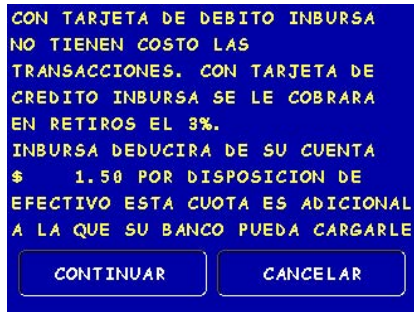 CON TARJETA DE DEBITO INBURSA
NO TIENEN COSTO LAS
TRANSACCIONES. CON TARJETA DE
CREDITO INBURSA SE LE COBRARA
EN RETIROS EL 3%.
INBURSA DEDUCIRA DE SU CUENTA
$ 1.50 POR DISPOSICION DE
EFECTIVO ESTA CUOTA ES ADICIONAL
A LA QUE SU BANCO PUEDA CARGARLE
CONTINUAR CANCELAR